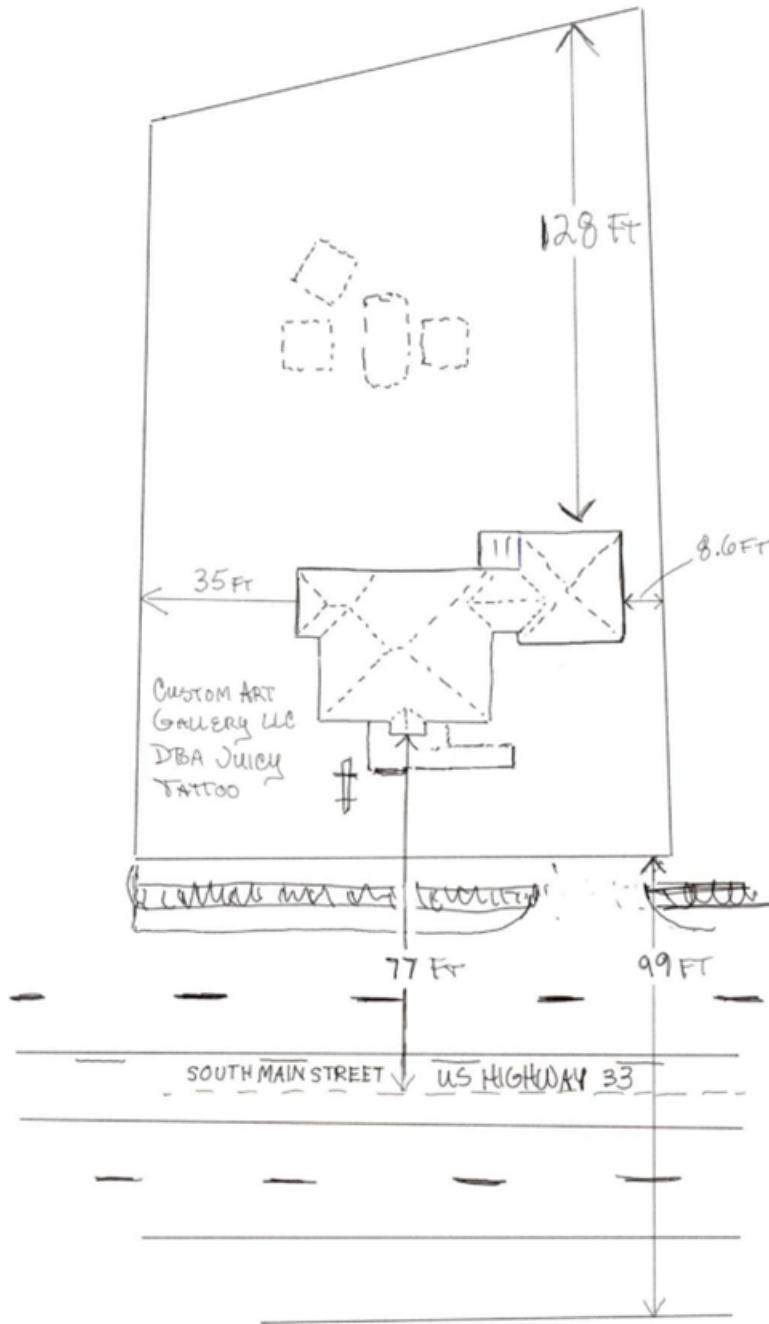 128 FT
8.6 FT
35 FT
CUSTOM ART
GALLERY LLC
DBA JUICY
TATTOO
77 FT
99 FT
SOUTH MAIN STREET US HIGHWAY 33